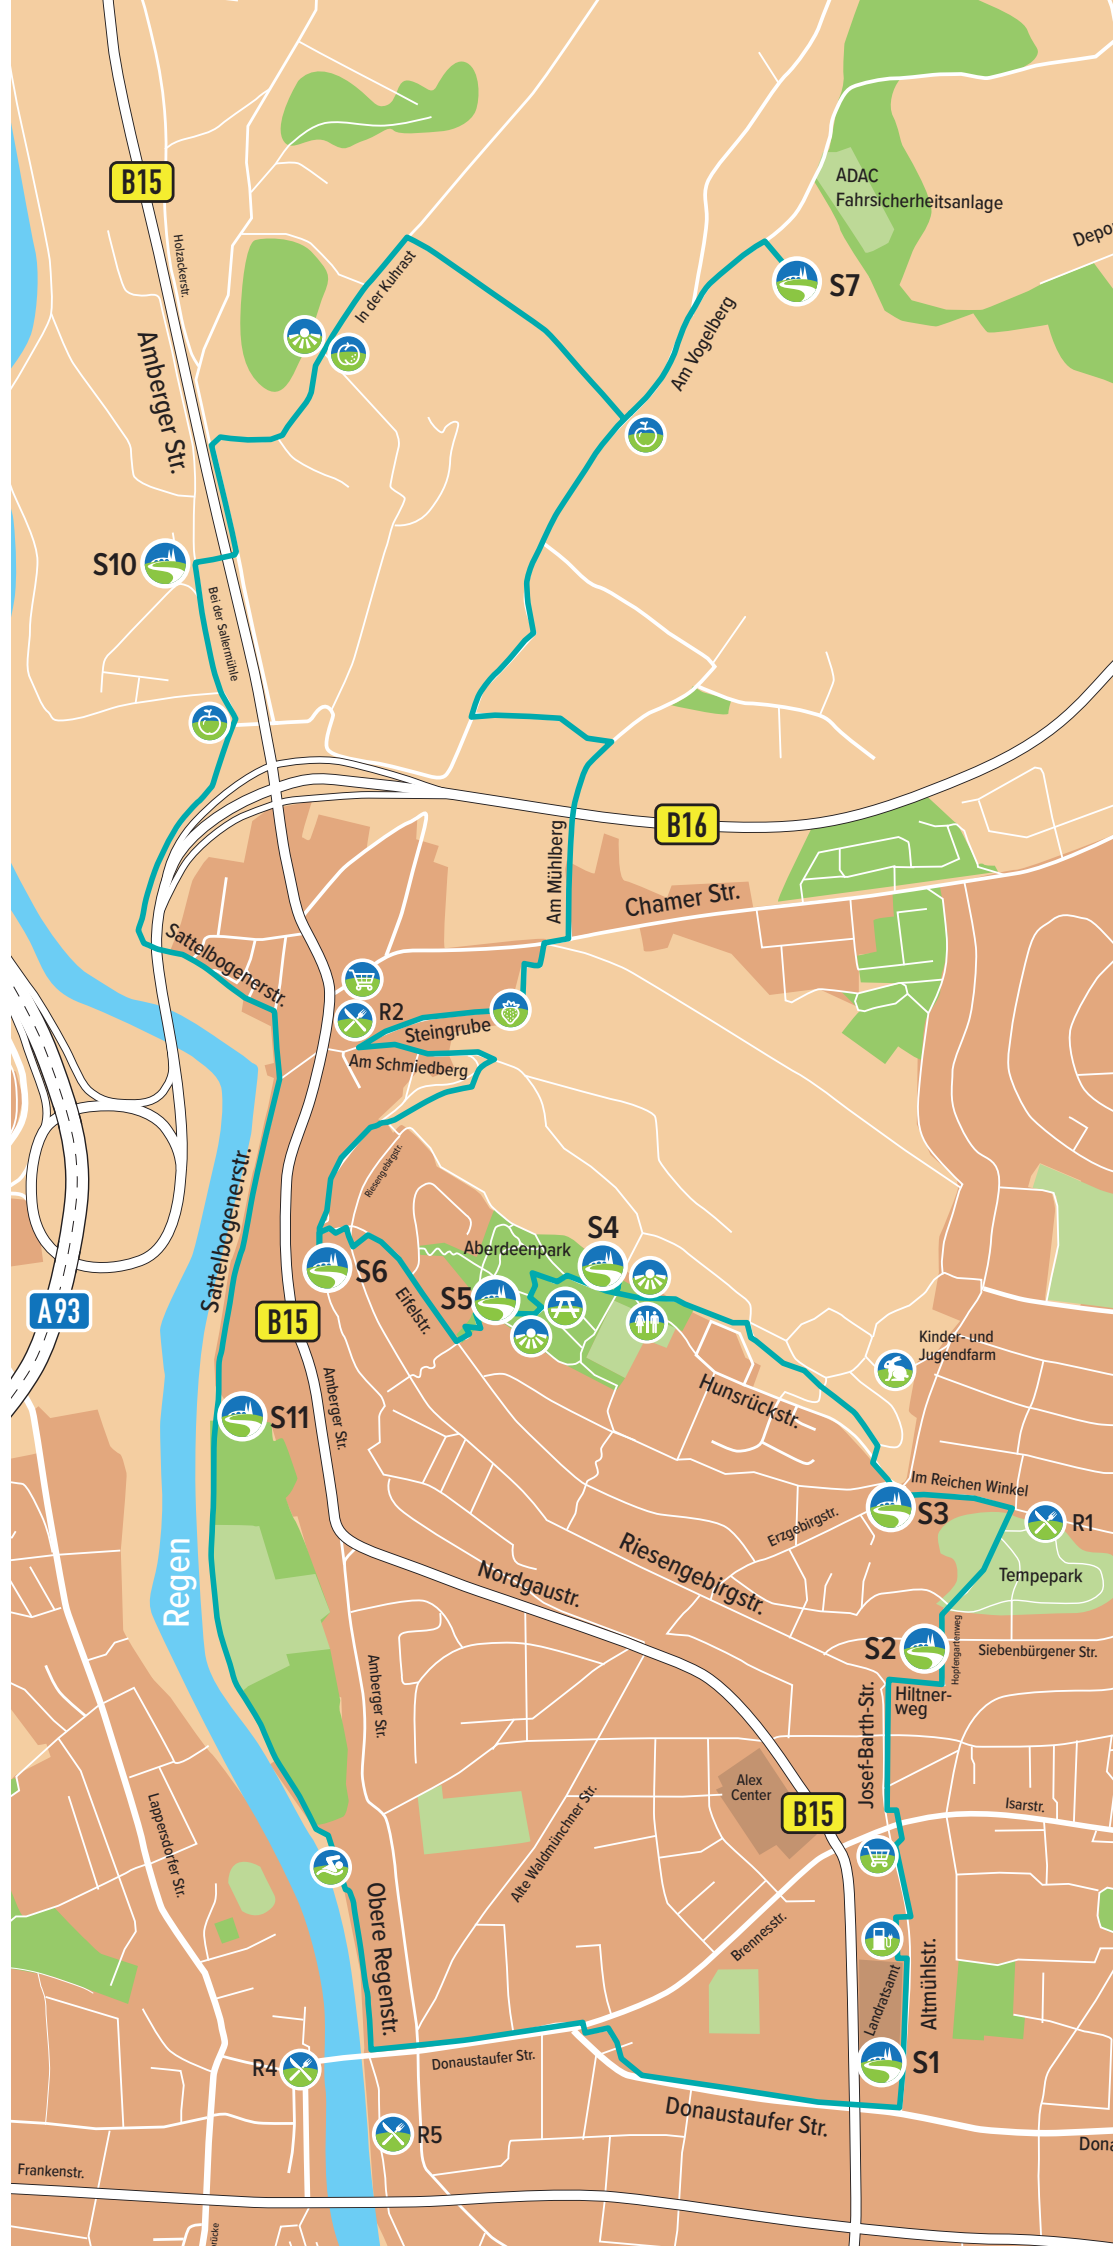 B15
ADAC
Fahrsicherheitsanlage
Holzackerstr.
In der Kuhrast
S7
Am Vogelberg
Amberger Str.
S10
Bei der Sallermühle
B16
Am Mühlberg
Chamer Str.
Sattelbogenerstr.
R2
Steingrube
Am Schmiedberg
Riesengebirgstr.
Sattelbogenerstr.
S4
Aberdeenpark
S6
S5
Eifelstr.
A93
B15
Kinder- und
Jugendfarm
Amberger Str.
Hunsrückstr.
S11
Im Reichen Winkel
S3
R1
Erzgebirgstr.
Riesengebirgstr.
Regen
Nordgaustr.
Tempepark
Hopfengartenweg
S2
Siebenbürgener Str.
Amberger Str.
Hiltner-
weg
Josef-Barth-Str.
Alex
Center
B15
Isarstr.
Lappersdorfer Str.
Alte Waldmünchner Str.
Obere Regenstr.
Brennesstr.
Landratsamt
Altmühlstr.
Donaustaufer Str.
R4
S1
Donaustaufer Str.
R5
Frankenstr.